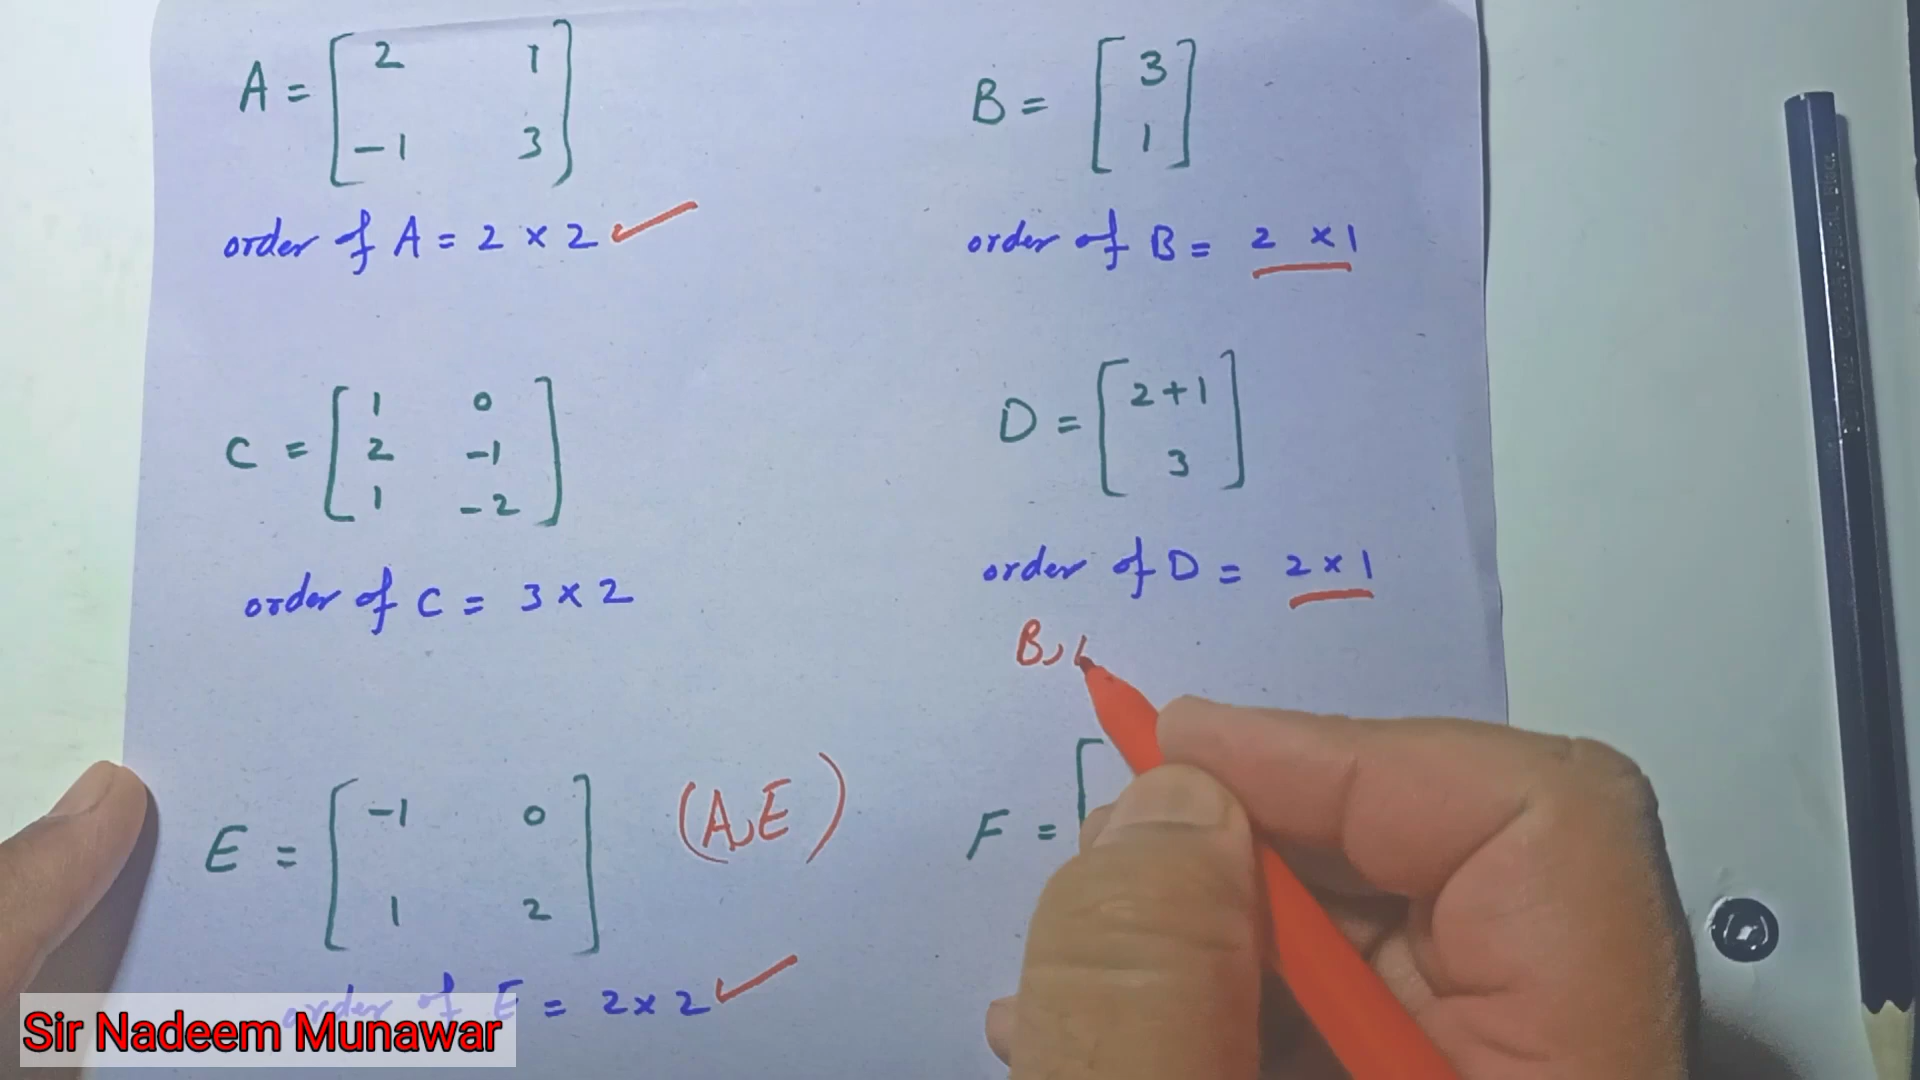 A = [ 2 1
-1 3 ]
order of A = 2 × 2 ✓
B = [ 3
1 ]
order of B = 2 × 1
C = [ 1 0
2 -1
1 -2 ]
order of C = 3 × 2
D = [ 2+1
3 ]
order of D = 2 × 1
B,
E = [ -1 0
1 2 ]
(A,E)
order of E = 2 × 2 ✓
F = [
Sir Nadeem Munawar